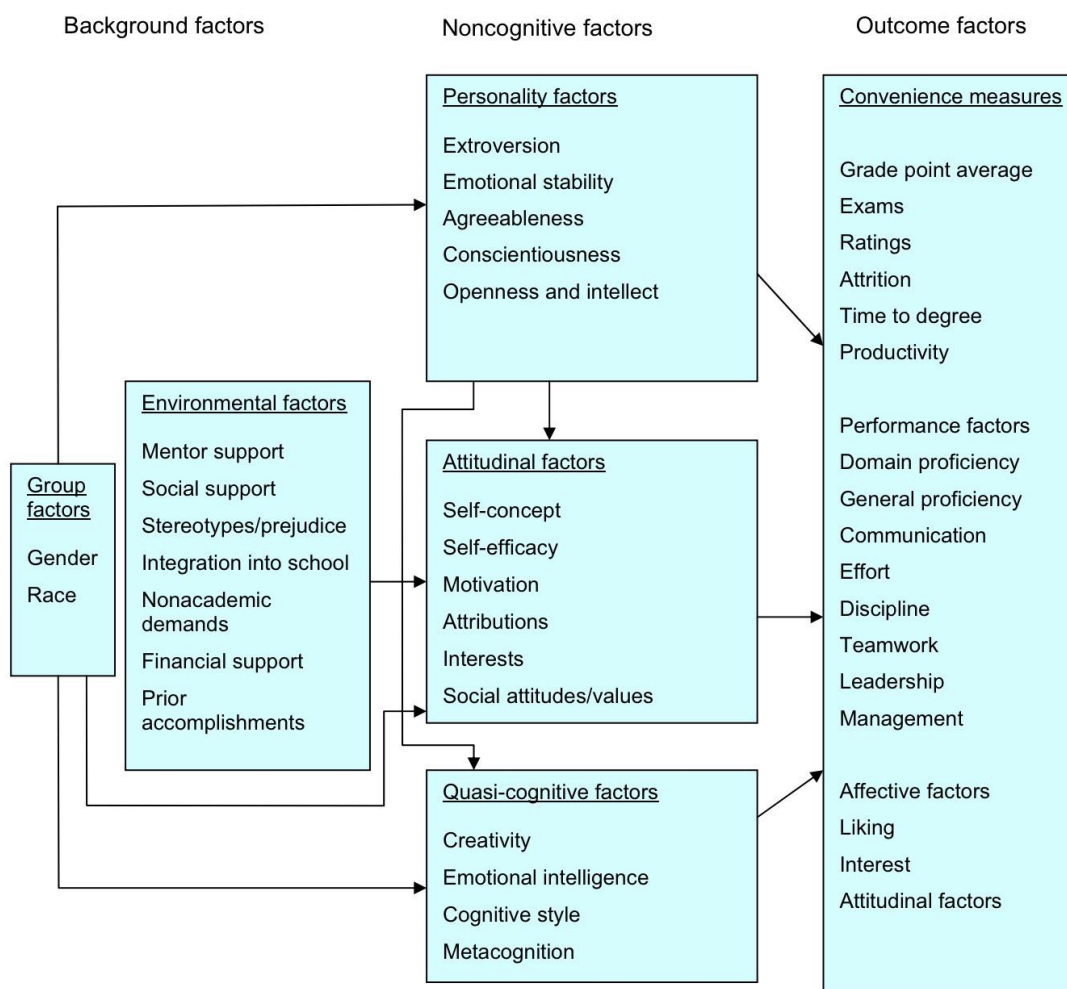 Background factors
Noncognitive factors
Outcome factors
Personality factors
Extroversion
Emotional stability
Agreeableness
Conscientiousness
Openness and intellect
Convenience measures
Grade point average
Exams
Ratings
Attrition
Time to degree
Productivity
Performance factors
Domain proficiency
General proficiency
Communication
Effort
Discipline
Teamwork
Leadership
Management
Affective factors
Liking
Interest
Attitudinal factors
Environmental factors
Mentor support
Social support
Stereotypes/prejudice
Integration into school
Nonacademic
demands
Financial support
Prior
accomplishments
Group
factors
Gender
Race
Attitudinal factors
Self-concept
Self-efficacy
Motivation
Attributions
Interests
Social attitudes/values
Quasi-cognitive factors
Creativity
Emotional intelligence
Cognitive style
Metacognition